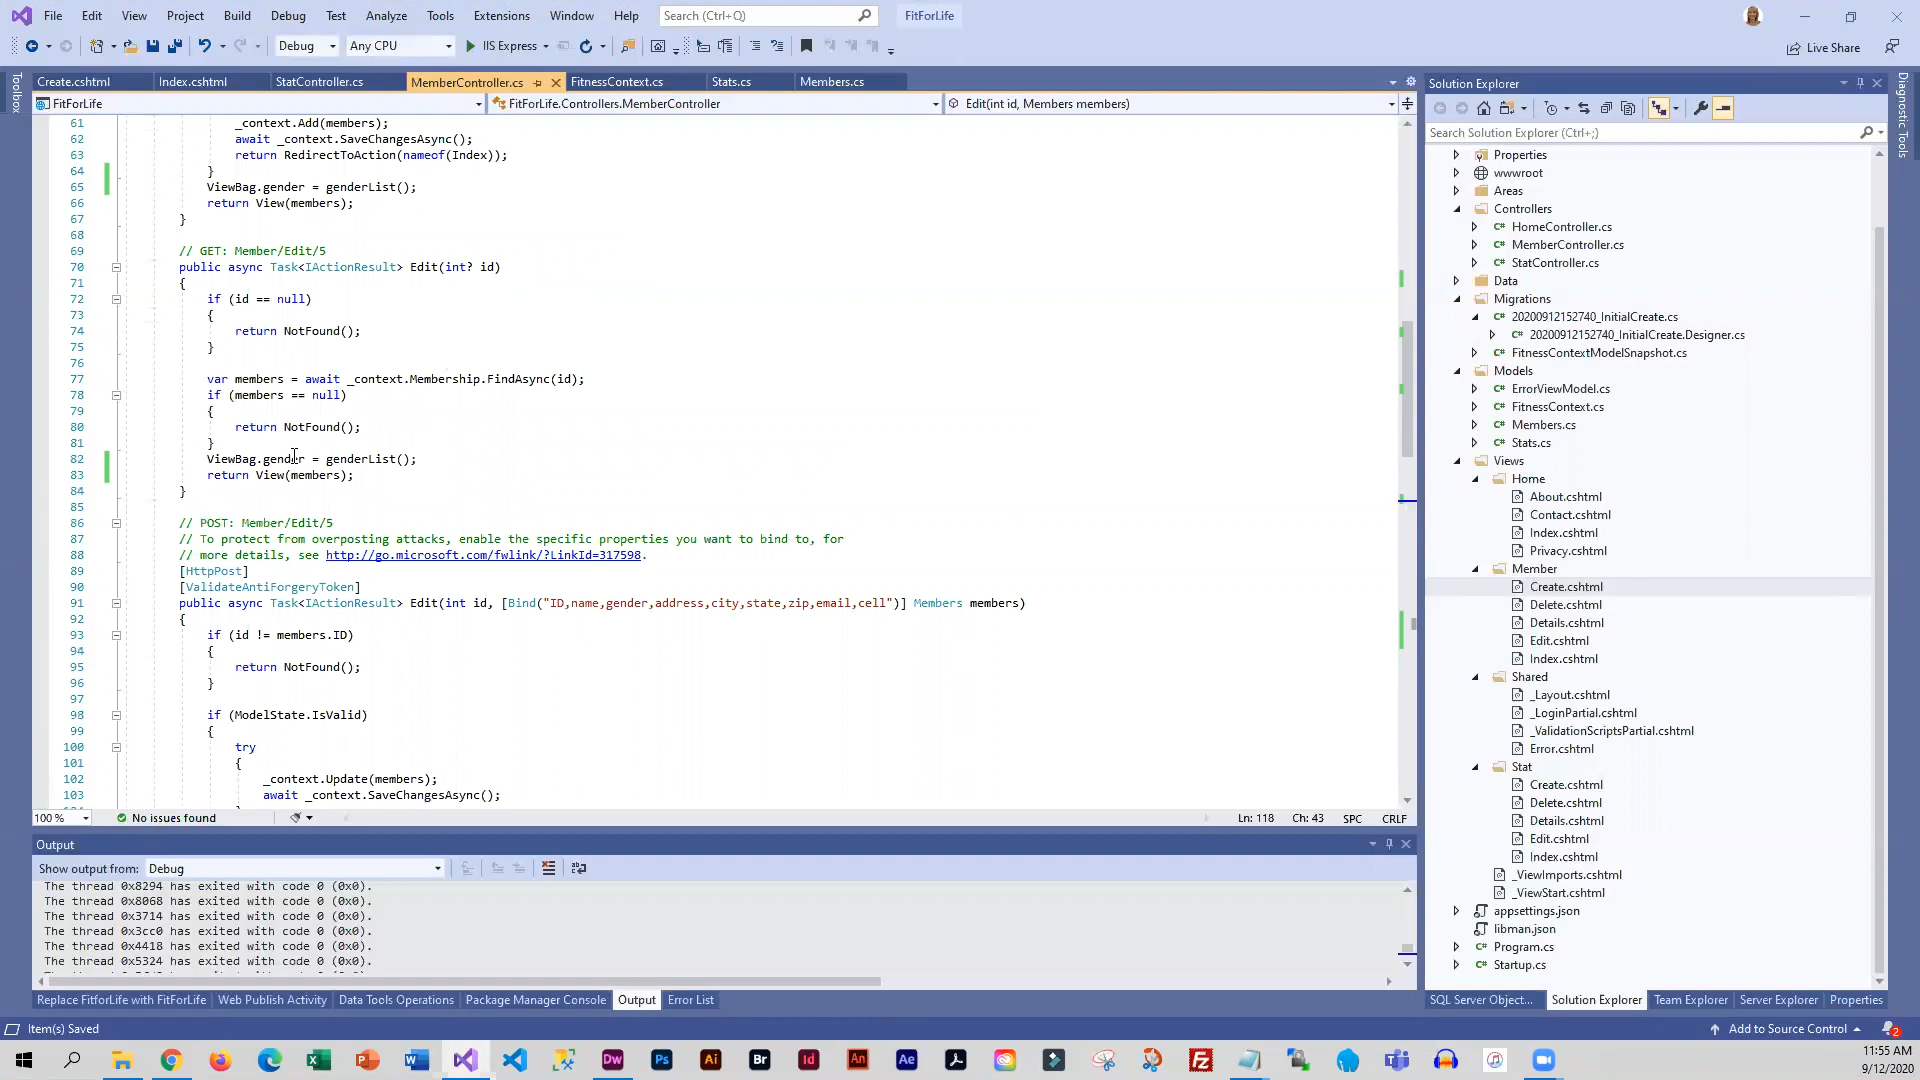 File Edit View Project Build Debug Test Analyze Tools Extensions Window Help Search (Ctrl+Q) FitForLife
Debug Any CPU IIS Express Live Share
Toolbox
Create.cshtml Index.cshtml StatController.cs MemberController.cs FitnessContext.cs Stats.cs Members.cs
FitForLife FitForLife.Controllers.MemberController Edit(int id, Members members)
61 _context.Add(members);
62 await _context.SaveChangesAsync();
63 return RedirectToAction(nameof(Index));
64 }
65 ViewBag.gender = genderList();
66 return View(members);
67 }
68
69 // GET: Member/Edit/5
70 public async Task<IActionResult> Edit(int? id)
71 {
72 if (id == null)
73 {
74 return NotFound();
75 }
76
77 var members = await _context.Membership.FindAsync(id);
78 if (members == null)
79 {
80 return NotFound();
81 }
82 ViewBag.gender = genderList();
83 return View(members);
84 }
85
86 // POST: Member/Edit/5
87 // To protect from overposting attacks, enable the specific properties you want to bind to, for
88 // more details, see http://go.microsoft.com/fwlink/?LinkId=317598.
89 [HttpPost]
90 [ValidateAntiForgeryToken]
91 public async Task<IActionResult> Edit(int id, [Bind("ID,name,gender,address,city,state,zip,email,cell")] Members members)
92 {
93 if (id != members.ID)
94 {
95 return NotFound();
96 }
97
98 if (ModelState.IsValid)
99 {
100 try
101 {
102 _context.Update(members);
103 await _context.SaveChangesAsync();
100 % No issues found Ln: 118 Ch: 43 SPC CRLF
Output
Show output from: Debug
The thread 0x8294 has exited with code 0 (0x0).
The thread 0x8068 has exited with code 0 (0x0).
The thread 0x3714 has exited with code 0 (0x0).
The thread 0x3cc0 has exited with code 0 (0x0).
The thread 0x4418 has exited with code 0 (0x0).
The thread 0x5324 has exited with code 0 (0x0).
Replace FitforLife with FitForLife Web Publish Activity Data Tools Operations Package Manager Console Output Error List
Solution Explorer
Search Solution Explorer (Ctrl+;)
Properties
wwwroot
Areas
Controllers
C# HomeController.cs
C# MemberController.cs
C# StatController.cs
Data
Migrations
C# 20200912152740_InitialCreate.cs
C# 20200912152740_InitialCreate.Designer.cs
C# FitnessContextModelSnapshot.cs
Models
C# ErrorViewModel.cs
C# FitnessContext.cs
C# Members.cs
C# Stats.cs
Views
Home
About.cshtml
Contact.cshtml
Index.cshtml
Privacy.cshtml
Member
Create.cshtml
Delete.cshtml
Details.cshtml
Edit.cshtml
Index.cshtml
Shared
_Layout.cshtml
_LoginPartial.cshtml
_ValidationScriptsPartial.cshtml
Error.cshtml
Stat
Create.cshtml
Delete.cshtml
Details.cshtml
Edit.cshtml
Index.cshtml
_ViewImports.cshtml
_ViewStart.cshtml
appsettings.json
libman.json
C# Program.cs
C# Startup.cs
SQL Server Object... Solution Explorer Team Explorer Server Explorer Properties
Diagnostic Tools
Item(s) Saved Add to Source Control 2
Dw Ps Ai Br Id An Ae
11:55 AM
9/12/2020